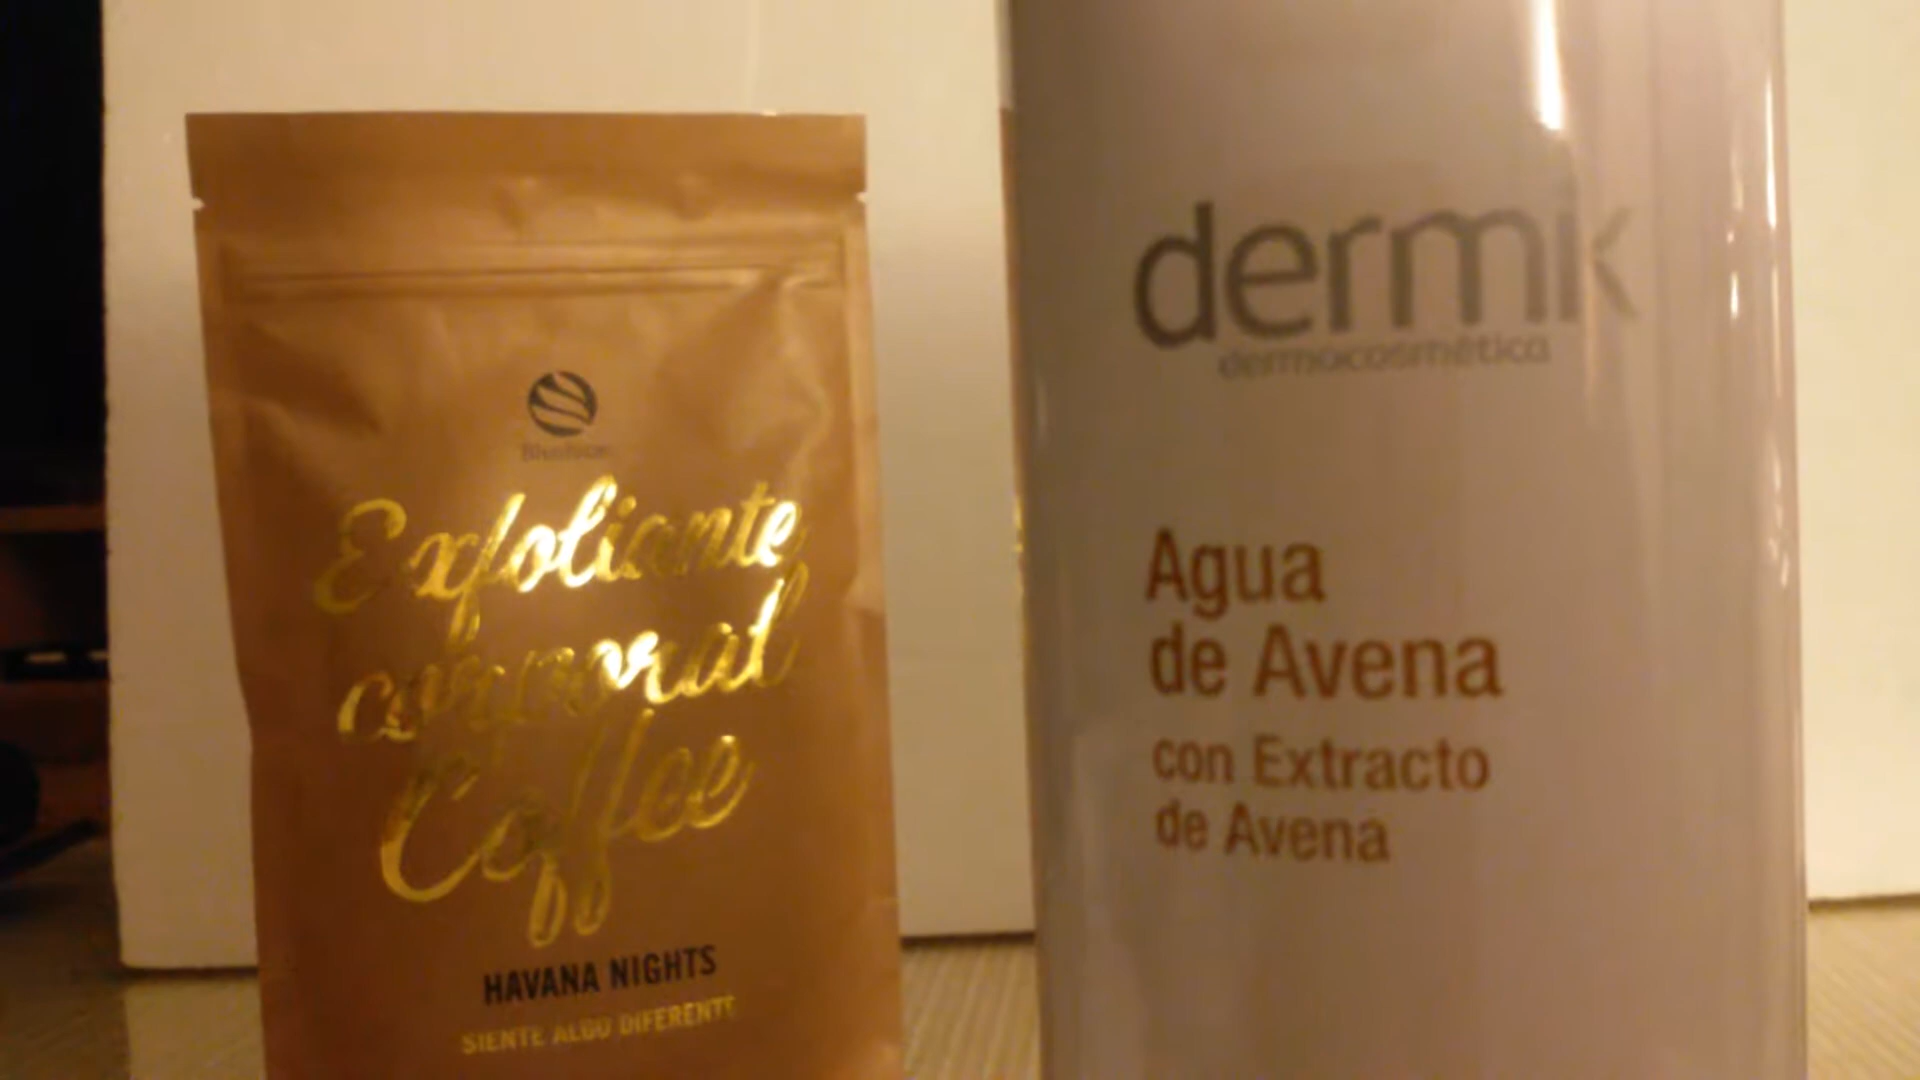 Exfoliante
corporal
Coffee
HAVANA NIGHTS
SIENTE ALGO DIFERENTE
dermik
dermocosmética
Agua
de Avena
con Extracto
de Avena